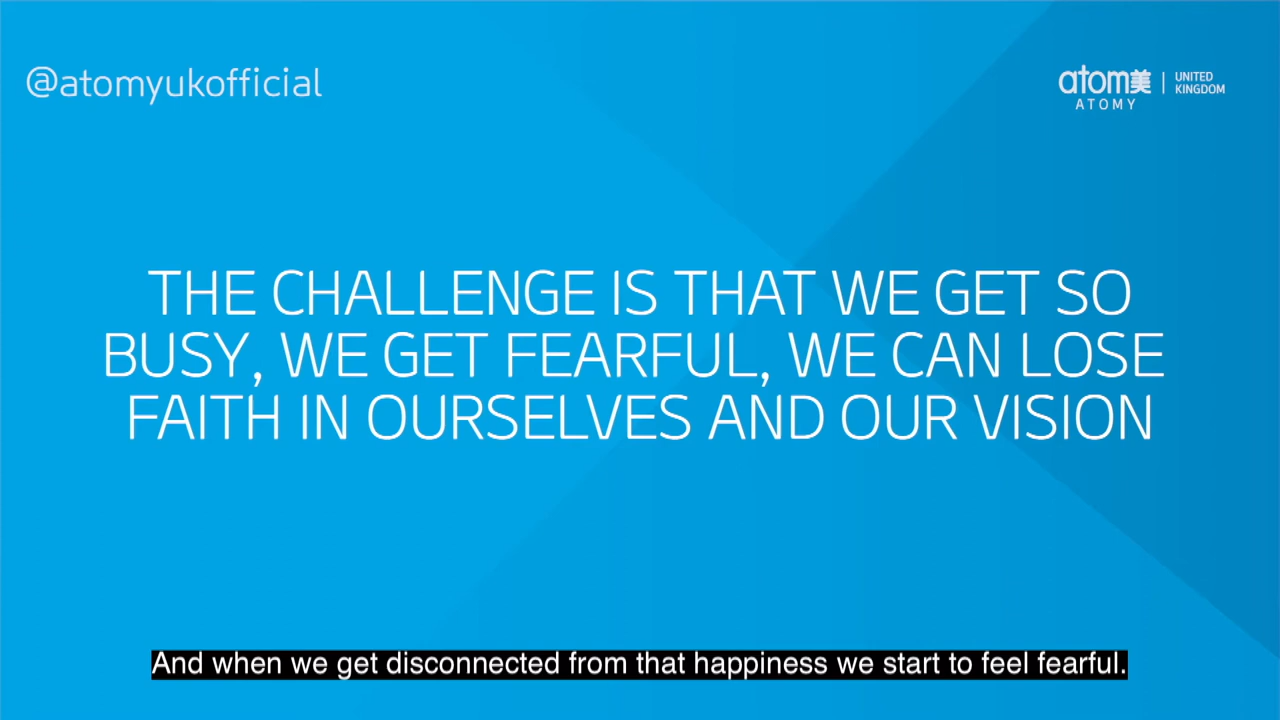 @atomyukofficial
atom美 | UNITED KINGDOM
ATOMY
THE CHALLENGE IS THAT WE GET SO
BUSY, WE GET FEARFUL, WE CAN LOSE
FAITH IN OURSELVES AND OUR VISION
And when we get disconnected from that happiness we start to feel fearful.